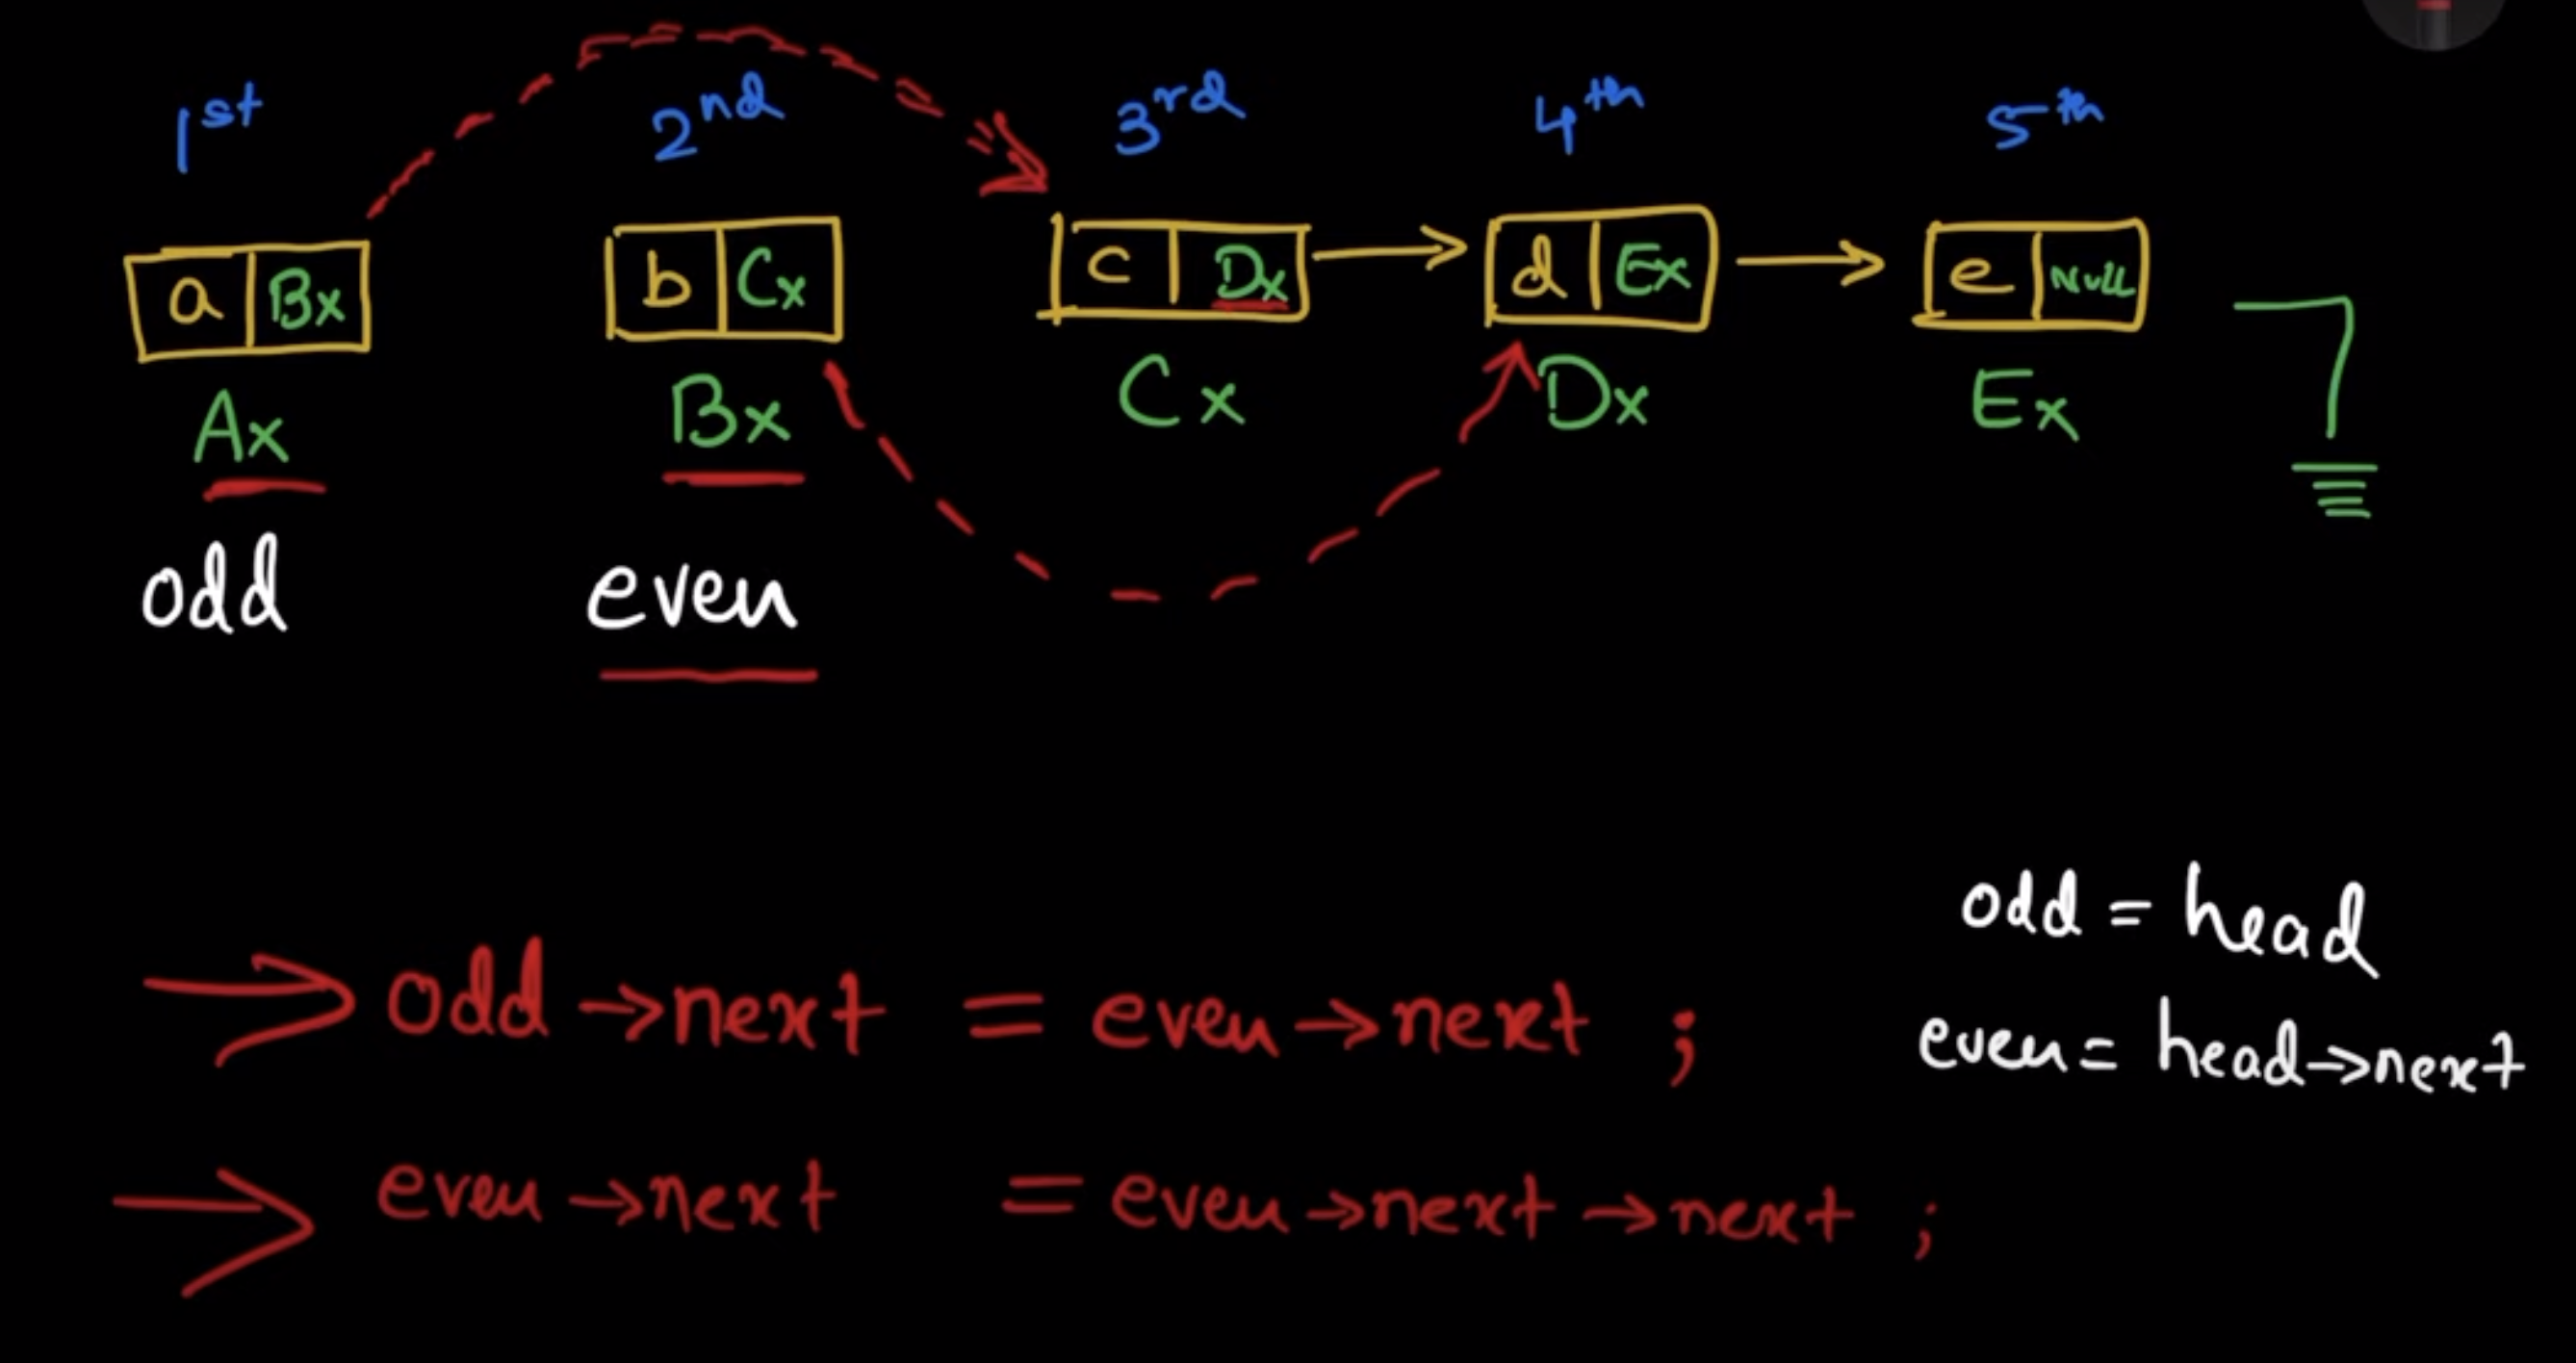 1st 2nd 3rd 4th 5th
a Bx b Cx c Dx d Ex e Null
Ax Bx Cx Dx Ex
odd even
odd = head
odd →next = even→next ;
even = head→next
even →next = even→next→next ;